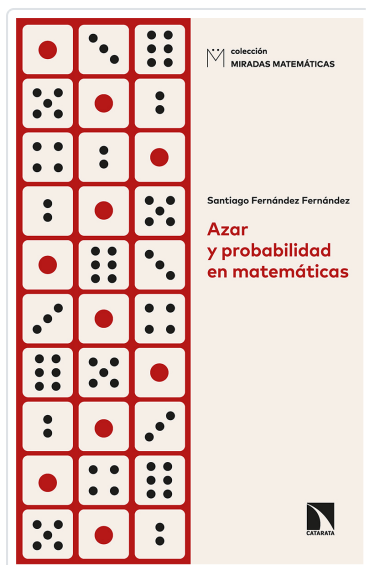 colección
MIRADAS MATEMÁTICAS
Santiago Fernández Fernández
Azar
y probabilidad
en matemáticas
CATARATA